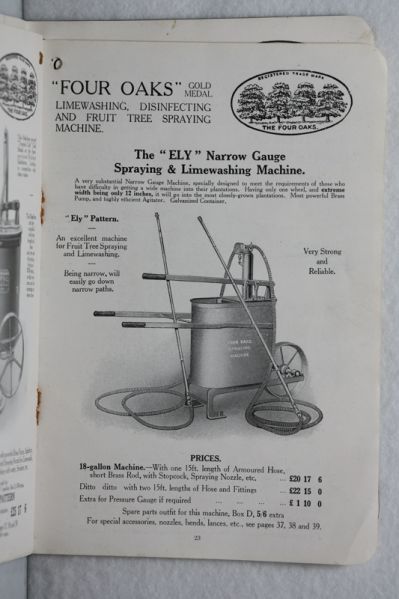 "FOUR OAKS" GOLD MEDAL
LIMEWASHING, DISINFECTING
AND FRUIT TREE SPRAYING
MACHINE.
REGISTERED TRADE MARK
THE FOUR OAKS.
The "ELY" Narrow Gauge
Spraying & Limewashing Machine.
A very substantial Narrow Gauge Machine, specially designed to meet the requirements of those who
have difficulty in getting a wide machine into their plantations. Having only one wheel, and extreme
width being only 12 inches, it will go into the most closely-grown plantations. Most powerful Brass
Pump, and highly efficient Agitator. Galvanized Container.
"Ely" Pattern.
An excellent machine
for Fruit Tree Spraying
and Limewashing.
Being narrow, will
easily go down
narrow paths.
Very Strong
and
Reliable.
FOUR OAKS
SPRAYING
MACHINE
PRICES.
18-gallon Machine.—With one 15ft. length of Armoured Hose,
short Brass Rod, with Stopcock, Spraying Nozzle, etc. ... £20 17 6
Ditto ditto with two 15ft. lengths of Hose and Fittings ... £22 15 0
Extra for Pressure Gauge if required ... ... ... £ 1 10 0
Spare parts outfit for this machine, Box D, 5/6 extra
For special accessories, nozzles, bends, lances, etc., see pages 37, 38 and 39.
23